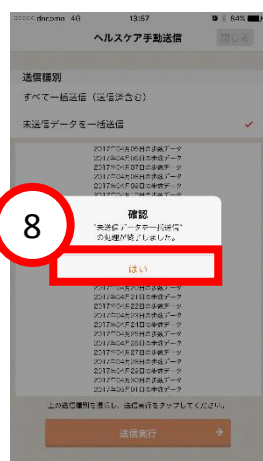 docomo 4G 13:57 84%
ヘルスケア手動送信 閉じる
送信種別
すべて一括送信（送信済含む）
未送信データを一括送信
2017年04月05日の歩数データ
2017年04月06日の歩数データ
2017年04月07日の歩数データ
2017年04月08日の歩数データ
2017年04月09日の歩数データ
8
確認
"未送信データを一括送信"
の処理が終了しました。
はい
2017年04月20日の歩数データ
2017年04月21日の歩数データ
2017年04月22日の歩数データ
2017年04月23日の歩数データ
2017年04月24日の歩数データ
2017年04月25日の歩数データ
2017年04月26日の歩数データ
2017年04月27日の歩数データ
2017年04月28日の歩数データ
2017年04月29日の歩数データ
2017年04月30日の歩数データ
2017年05月01日の歩数データ
上の送信種別を選択し、送信実行をタップしてください。
送信実行